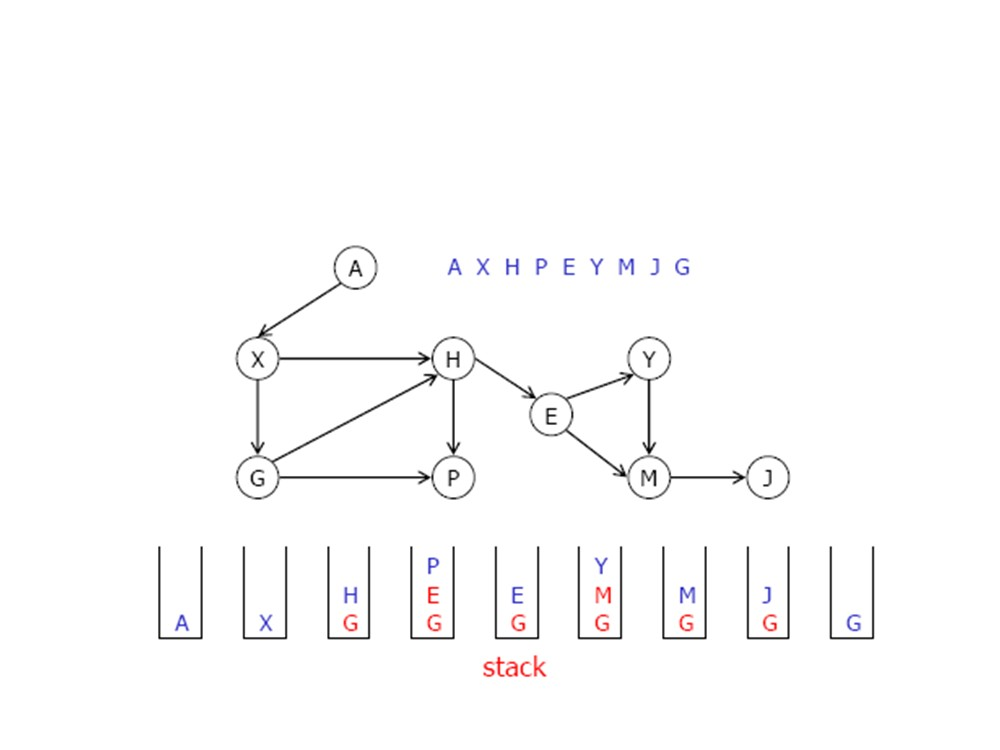 A
A X H P E Y M J G
X H Y
E
G P M J
P Y
H E E M M J
A X G G G G G G G
stack